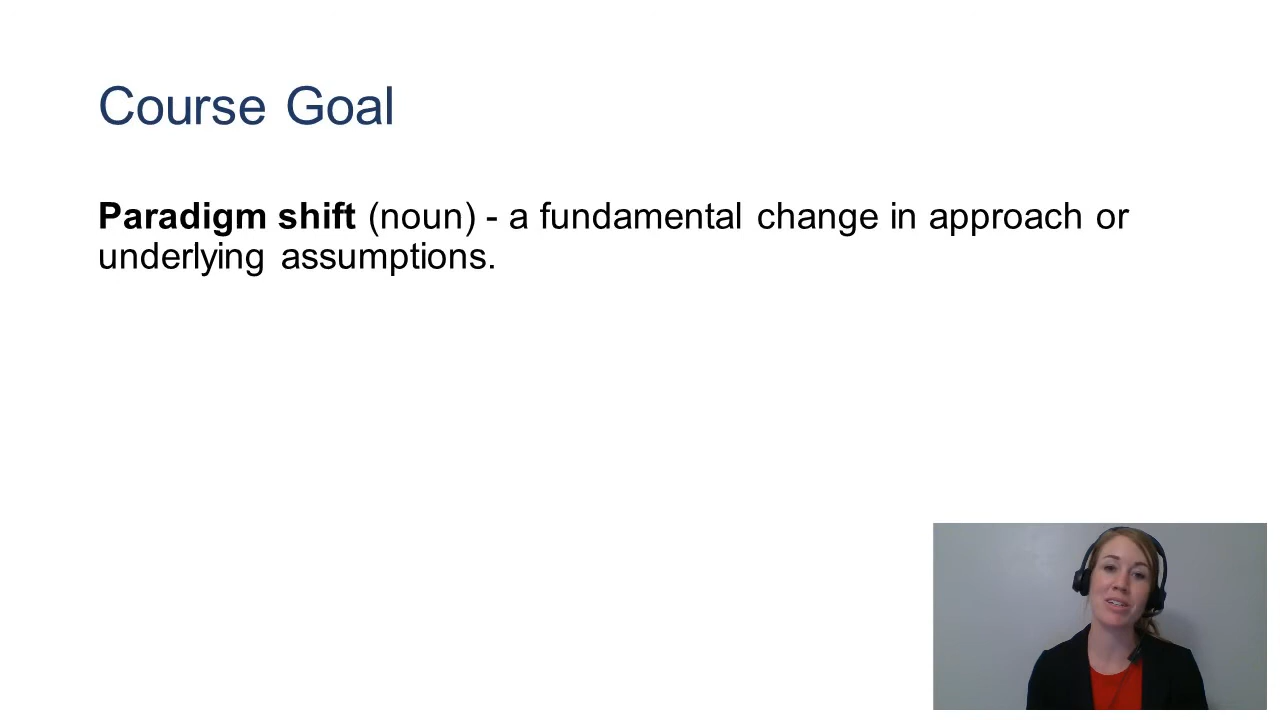 Course Goal
Paradigm shift (noun) - a fundamental change in approach or
underlying assumptions.